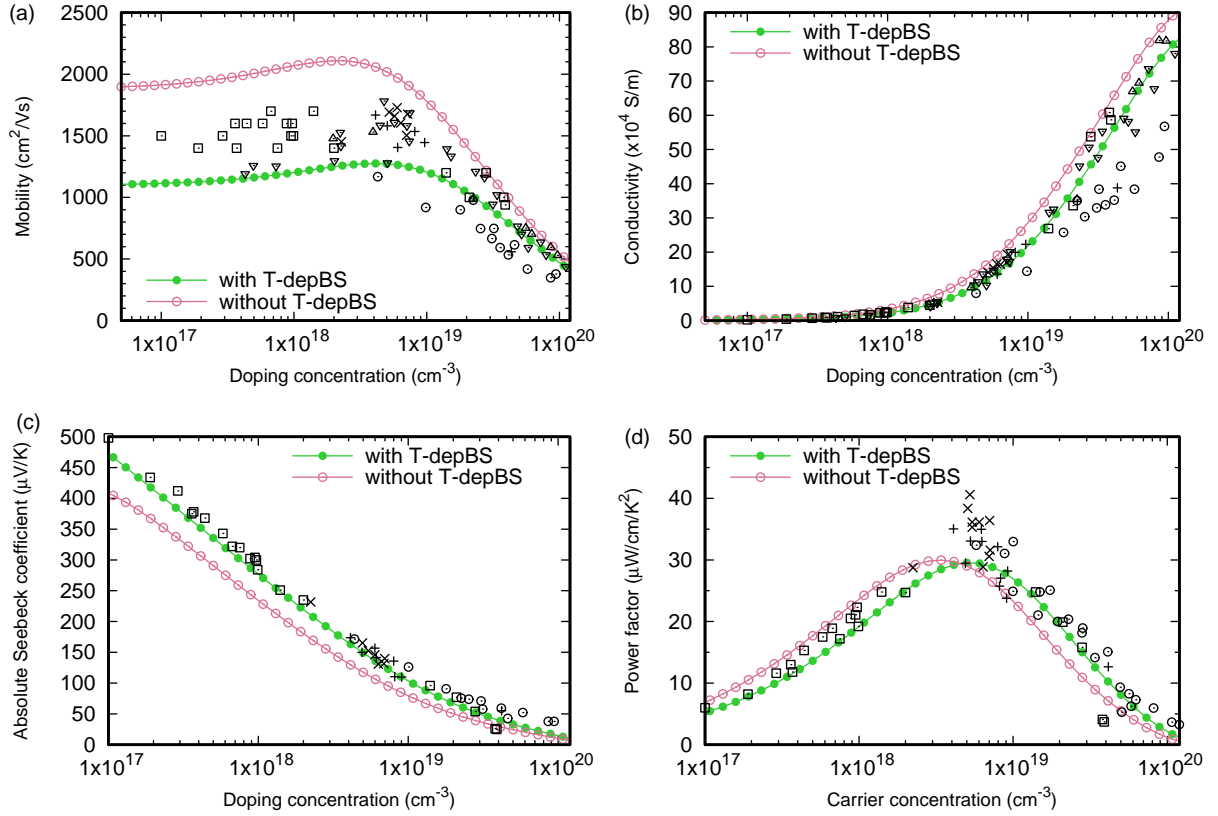 (a)
2500
2000
1500
1000
500
0
Mobility (cm²/Vs)
with T-depBS
without T-depBS
1x10¹⁷
1x10¹⁸
1x10¹⁹
1x10²⁰
Doping concentration (cm⁻³)
(b)
90
80
70
60
50
40
30
20
10
0
Conductivity (x10⁴ S/m)
with T-depBS
without T-depBS
1x10¹⁷
1x10¹⁸
1x10¹⁹
1x10²⁰
Doping concentration (cm⁻³)
(c)
500
450
400
350
300
250
200
150
100
50
0
Absolute Seebeck coefficient (μV/K)
with T-depBS
without T-depBS
1x10¹⁷
1x10¹⁸
1x10¹⁹
1x10²⁰
Doping concentration (cm⁻³)
(d)
50
40
30
20
10
0
Power factor (μW/cm/K²)
with T-depBS
without T-depBS
1x10¹⁷
1x10¹⁸
1x10¹⁹
1x10²⁰
Carrier concentration (cm⁻³)